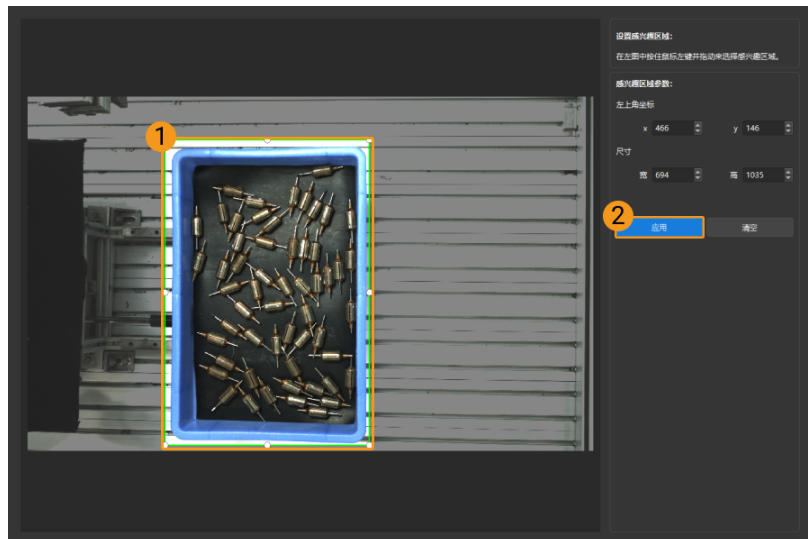 1
设置感兴趣区域:
在左图中按住鼠标左键并拖动来选择感兴趣区域。
感兴趣区域参数:
左上角坐标
x 466 y 146
尺寸
宽 694 高 1035
2
应用 清空